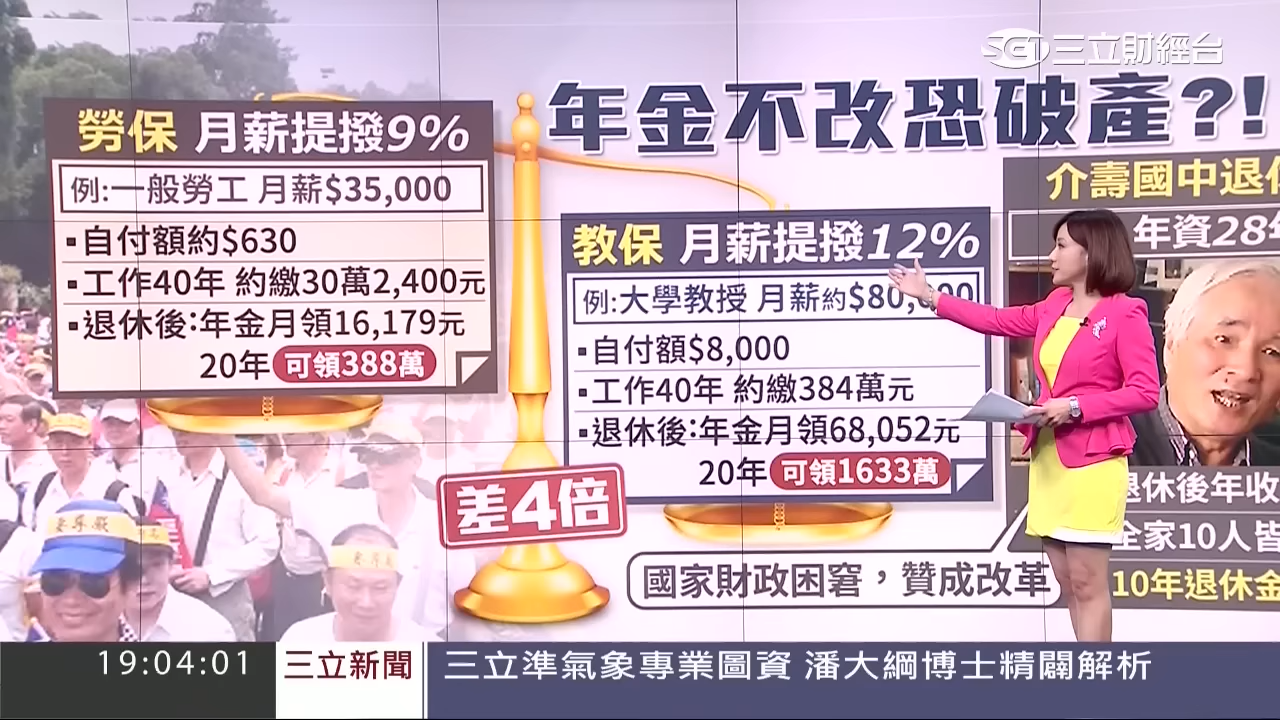 SET三立財經台
年金不改恐破產?!
勞保 月薪提撥9%
例:一般勞工 月薪$35,000
▪自付額約$630
▪工作40年 約繳30萬2,400元
▪退休後:年金月領16,179元
20年 可領388萬
教保 月薪提撥12%
例:大學教授 月薪約$80,000
▪自付額$8,000
▪工作40年 約繳384萬元
▪退休後:年金月領68,052元
20年 可領1633萬
差4倍
國家財政困窘，贊成改革
介壽國中退休
年資28年
退休後年收
全家10人皆
10年退休金
19:04:01
三立新聞
三立準氣象專業圖資 潘大綱博士精闢解析